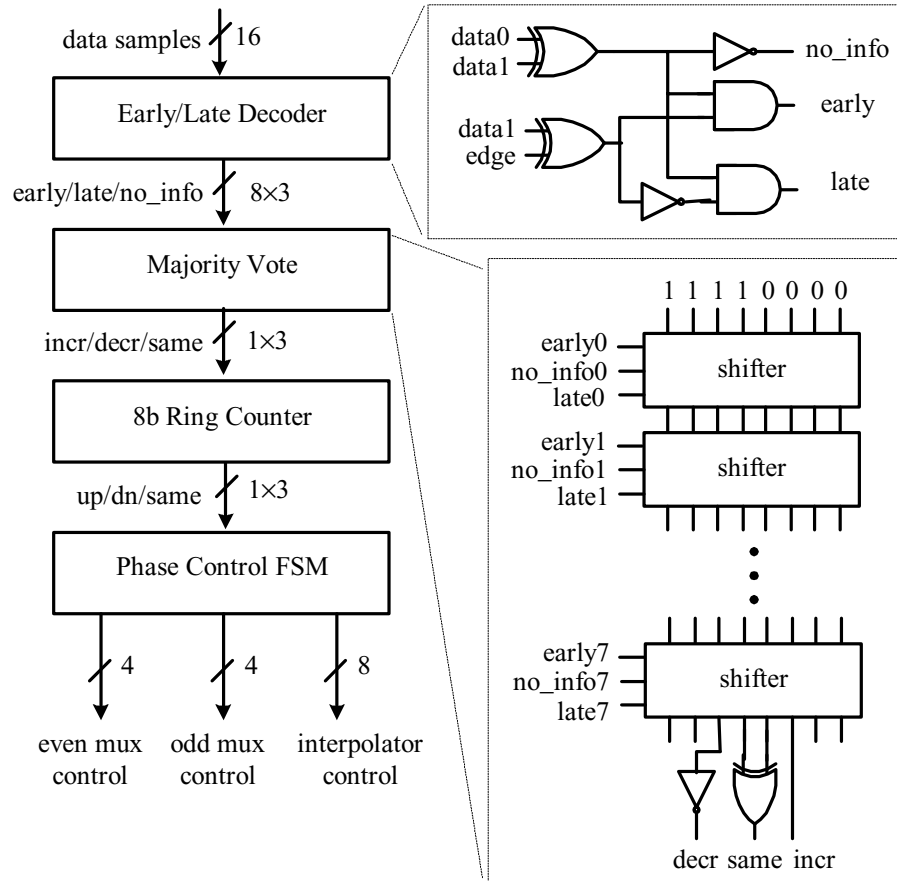 data samples
16
Early/Late Decoder
early/late/no_info
8×3
Majority Vote
incr/decr/same
1×3
8b Ring Counter
up/dn/same
1×3
Phase Control FSM
4
4
8
even mux
control
odd mux
control
interpolator
control
data0
data1
data1
edge
no_info
early
late
1 1 1 1 0 0 0 0
early0
no_info0
late0
shifter
early1
no_info1
late1
shifter
early7
no_info7
late7
shifter
decr same incr